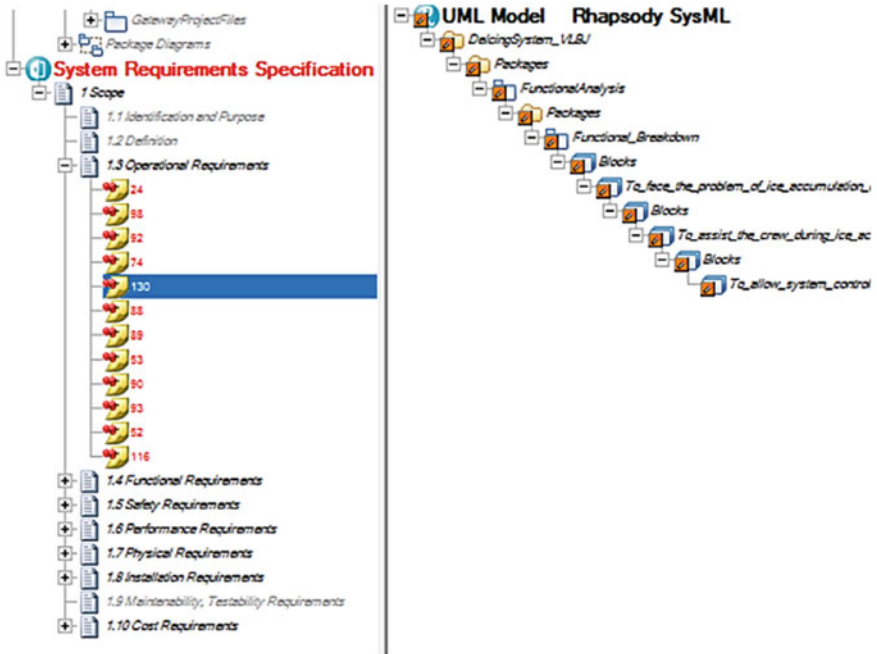 GatewayProjectFiles
Package Diagrams
System Requirements Specification
1 Scope
1.1 Identification and Purpose
1.2 Definition
1.3 Operational Requirements
24
98
92
74
130
88
89
53
90
93
52
116
1.4 Functional Requirements
1.5 Safety Requirements
1.6 Performance Requirements
1.7 Physical Requirements
1.8 Installation Requirements
1.9 Maintenability, Testability Requirements
1.10 Cost Requirements
UML Model Rhapsody SysML
DeIcingSystem_VLBJ
Packages
FunctionalAnalysis
Packages
Functional_Breakdown
Blocks
To_face_the_problem_of_ice_accumulation_
Blocks
To_assist_the_crew_during_ice_ac
Blocks
To_allow_system_control